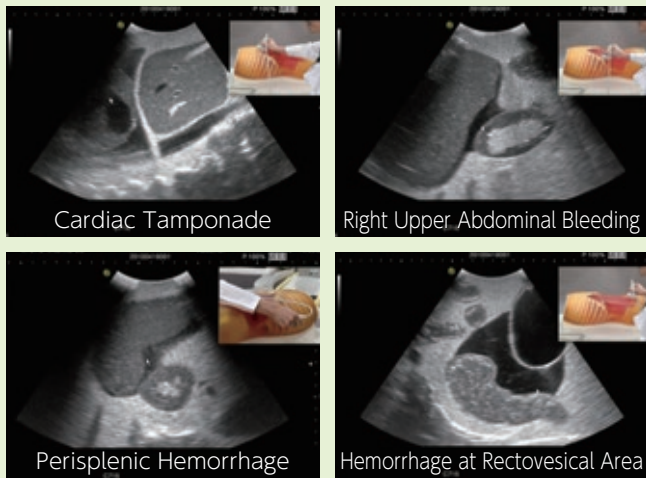 Cardiac Tamponade
Right Upper Abdominal Bleeding
Perisplenic Hemorrhage
Hemorrhage at Rectovesical Area